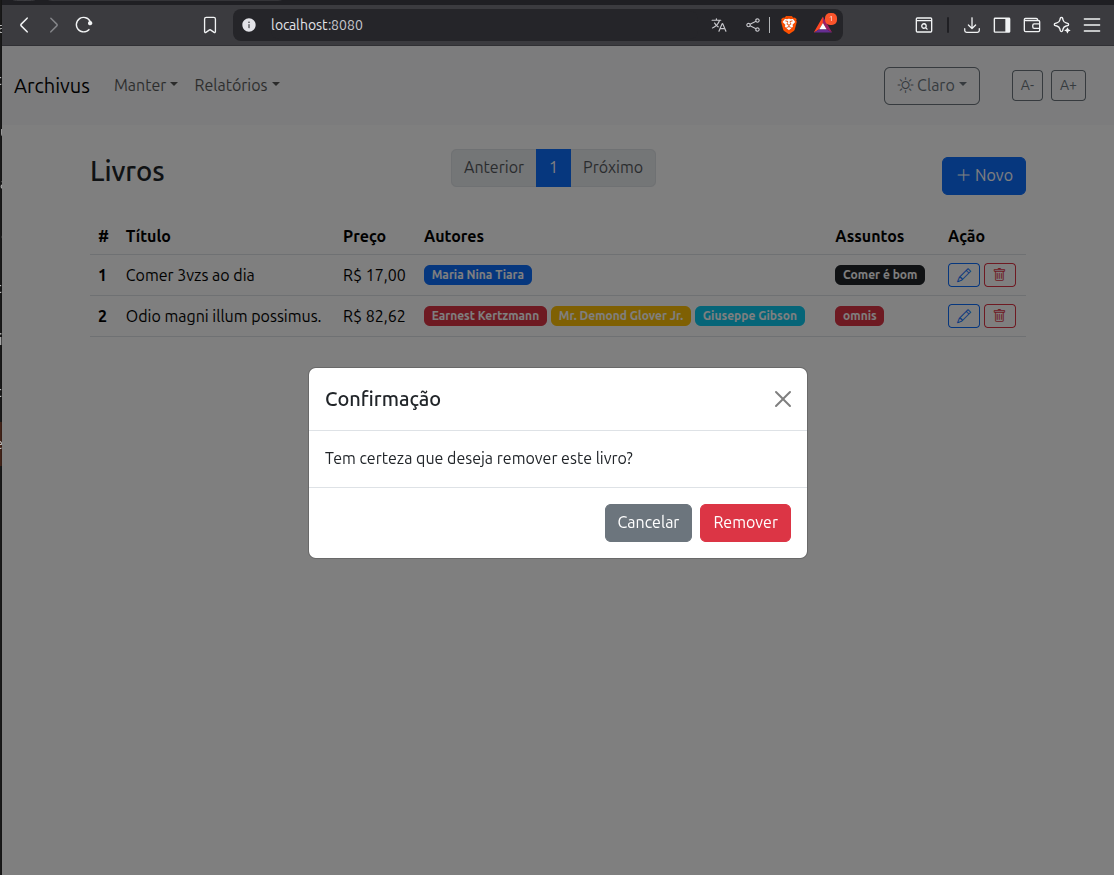 localhost:8080
1
Archivus Manter Relatórios Claro A- A+
Livros Anterior 1 Próximo + Novo
# Título Preço Autores Assuntos Ação
1 Comer 3vzs ao dia R$ 17,00 Maria Nina Tiara Comer é bom
2 Odio magni illum possimus. R$ 82,62 Earnest Kertzmann Mr. Demond Glover Jr. Giuseppe Gibson omnis
Confirmação
Tem certeza que deseja remover este livro?
Cancelar Remover